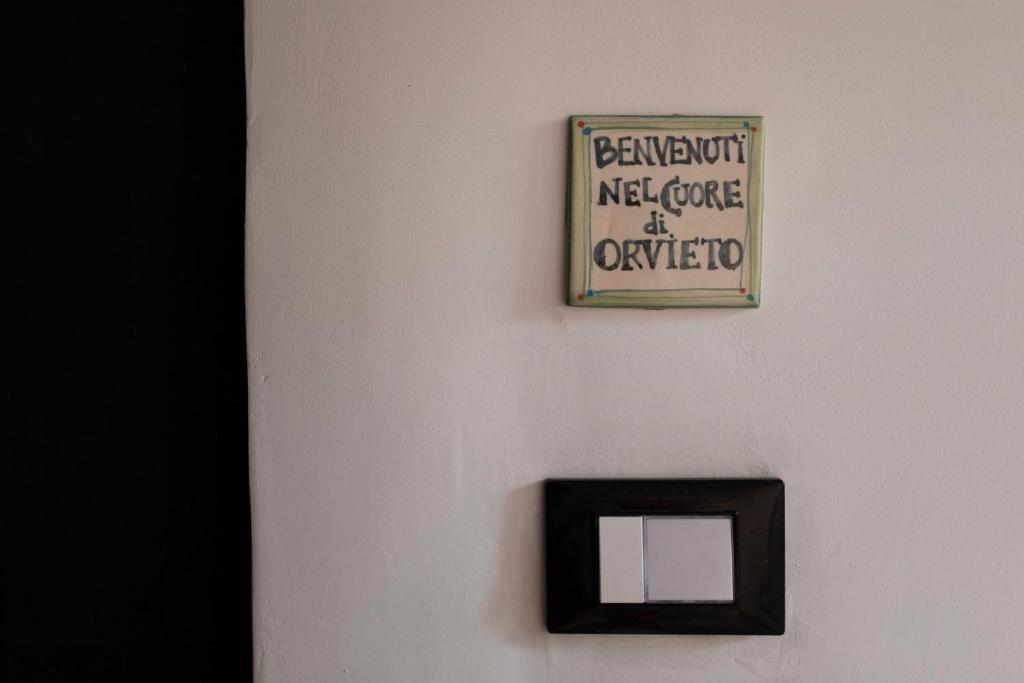 BENVENUTI
NEL CUORE
di
ORVIETO